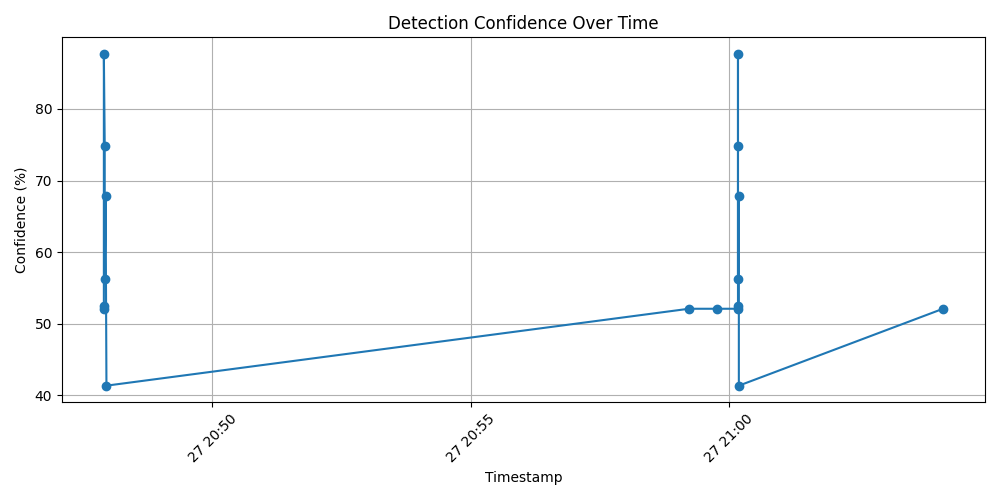 Detection Confidence Over Time
Confidence (%)
80
70
60
50
40
27 20:50
27 20:55
27 21:00
Timestamp